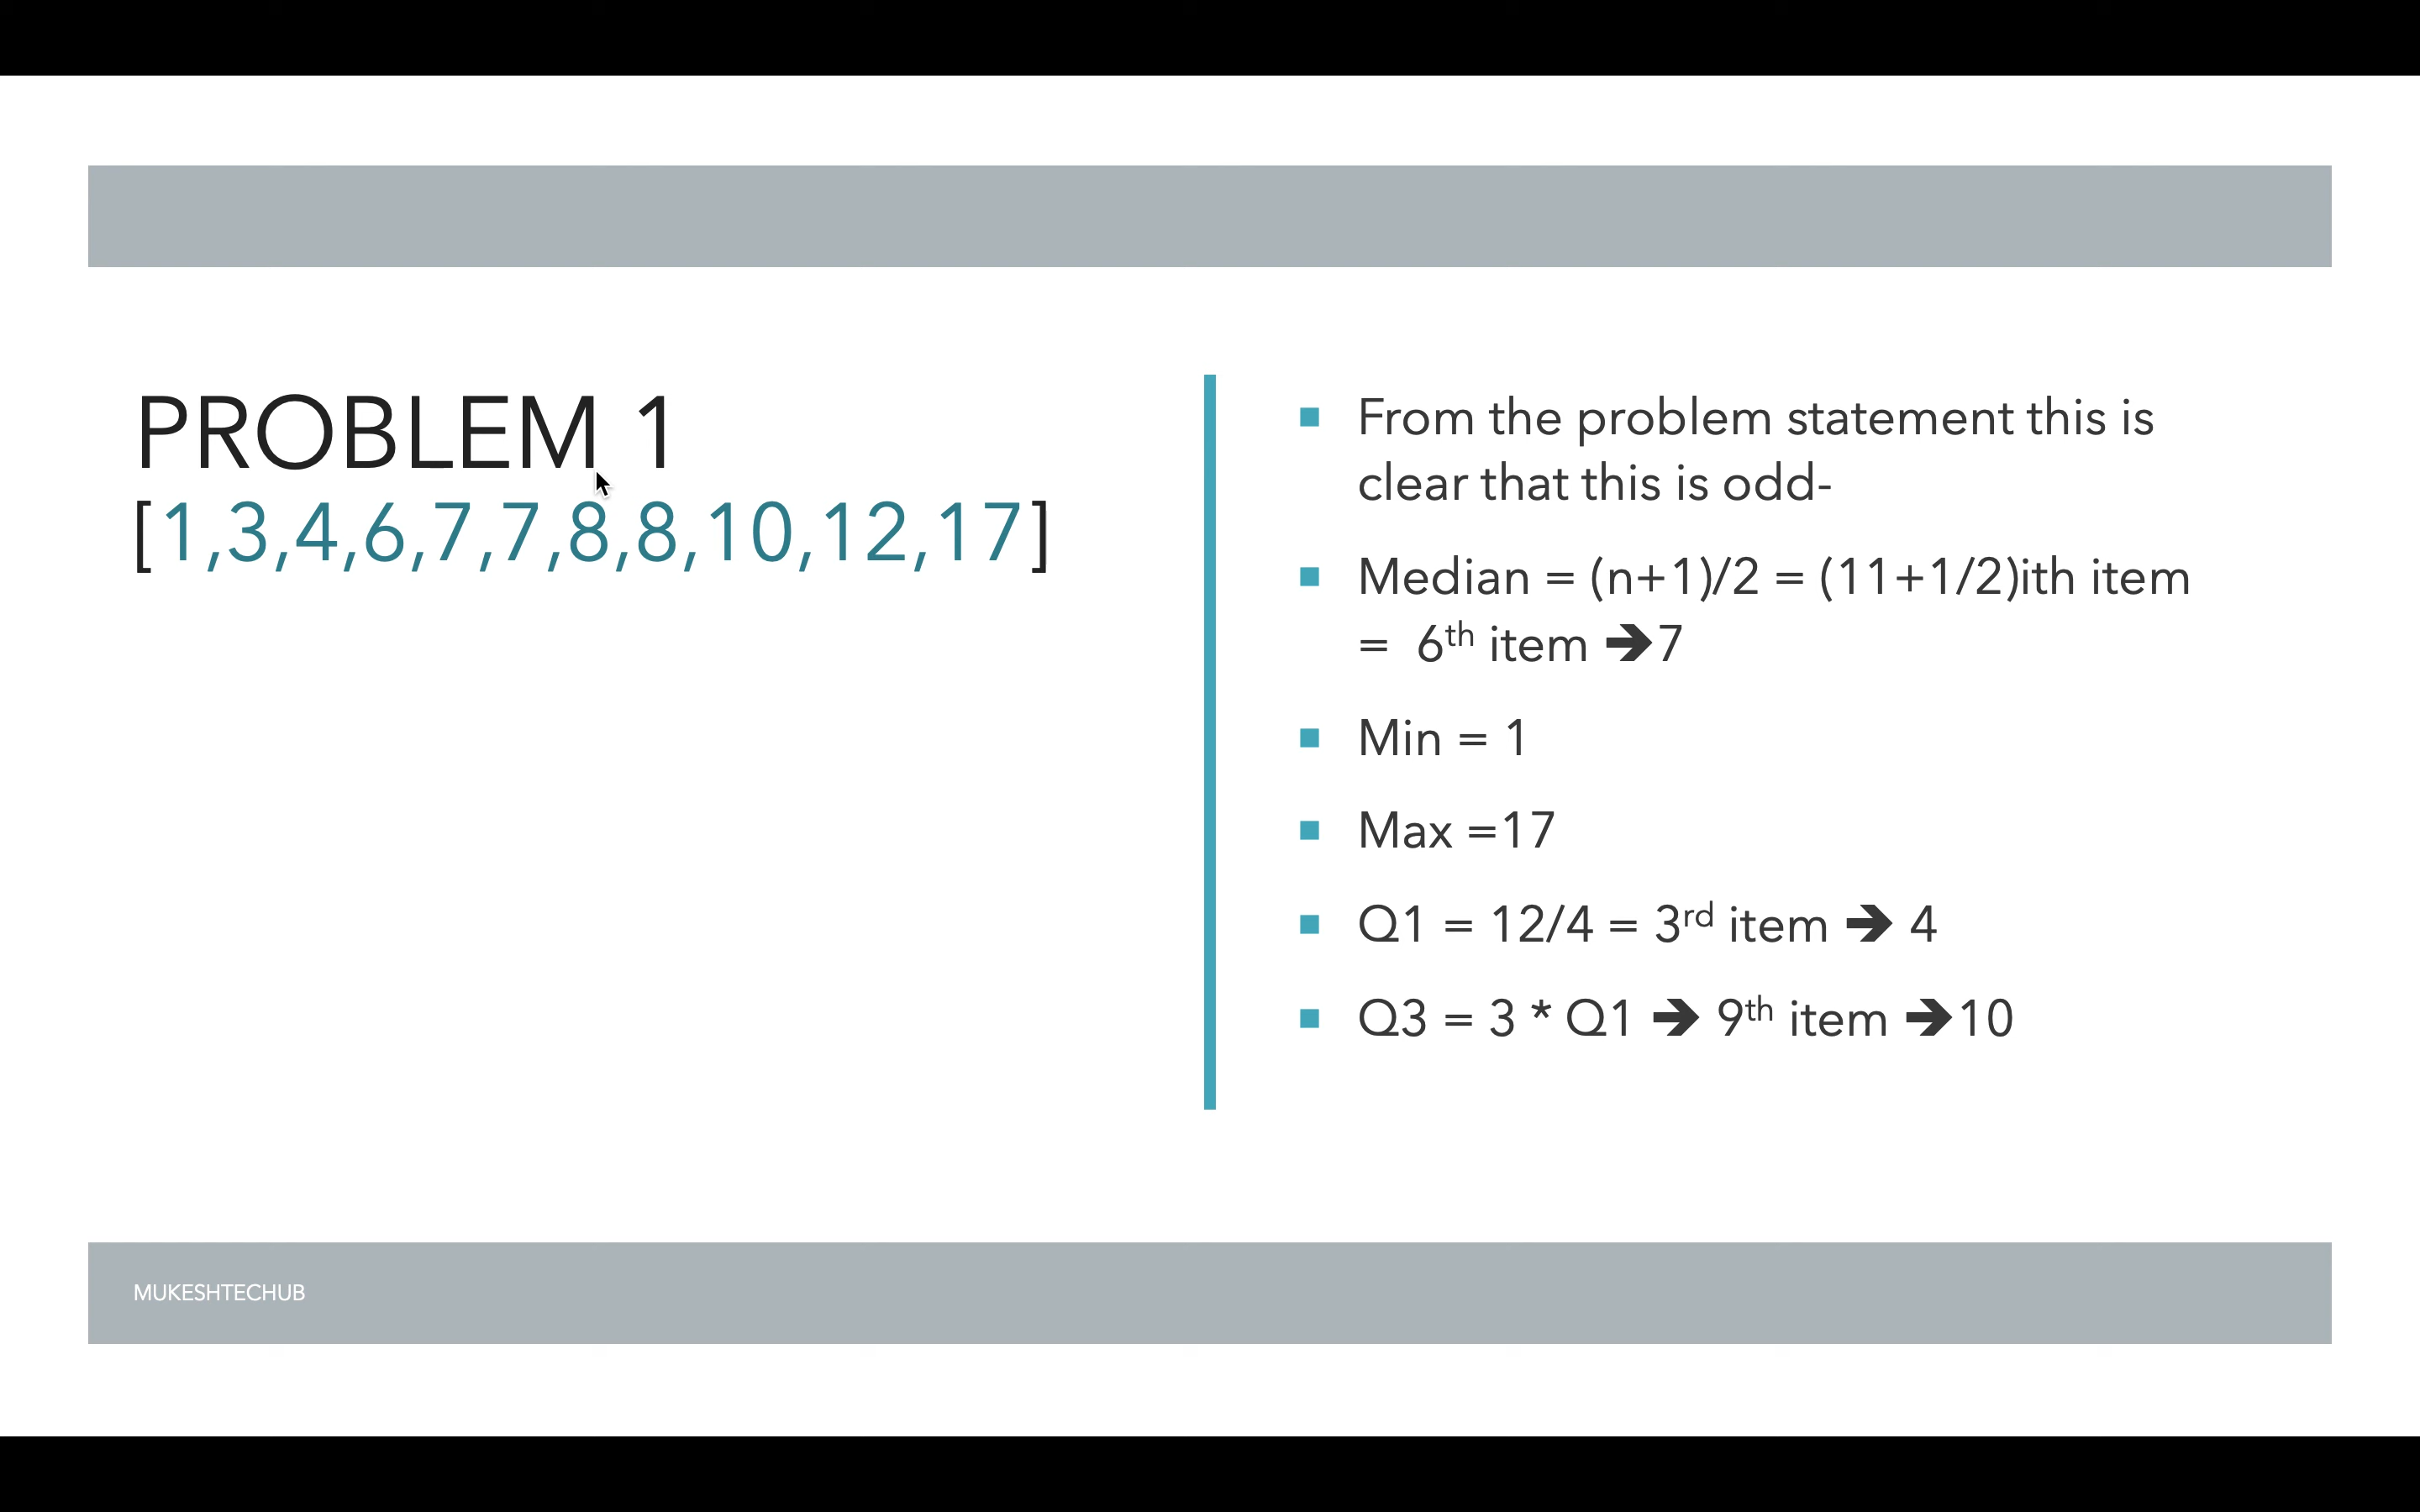 PROBLEM 1
[1,3,4,6,7,7,8,8,10,12,17]
From the problem statement this is
clear that this is odd-
Median = (n+1)/2 = (11+1/2)ith item
= 6th item ➔7
Min = 1
Max =17
Q1 = 12/4 = 3rd item ➔ 4
Q3 = 3 * Q1 ➔ 9th item ➔10
MUKESHTECHUB